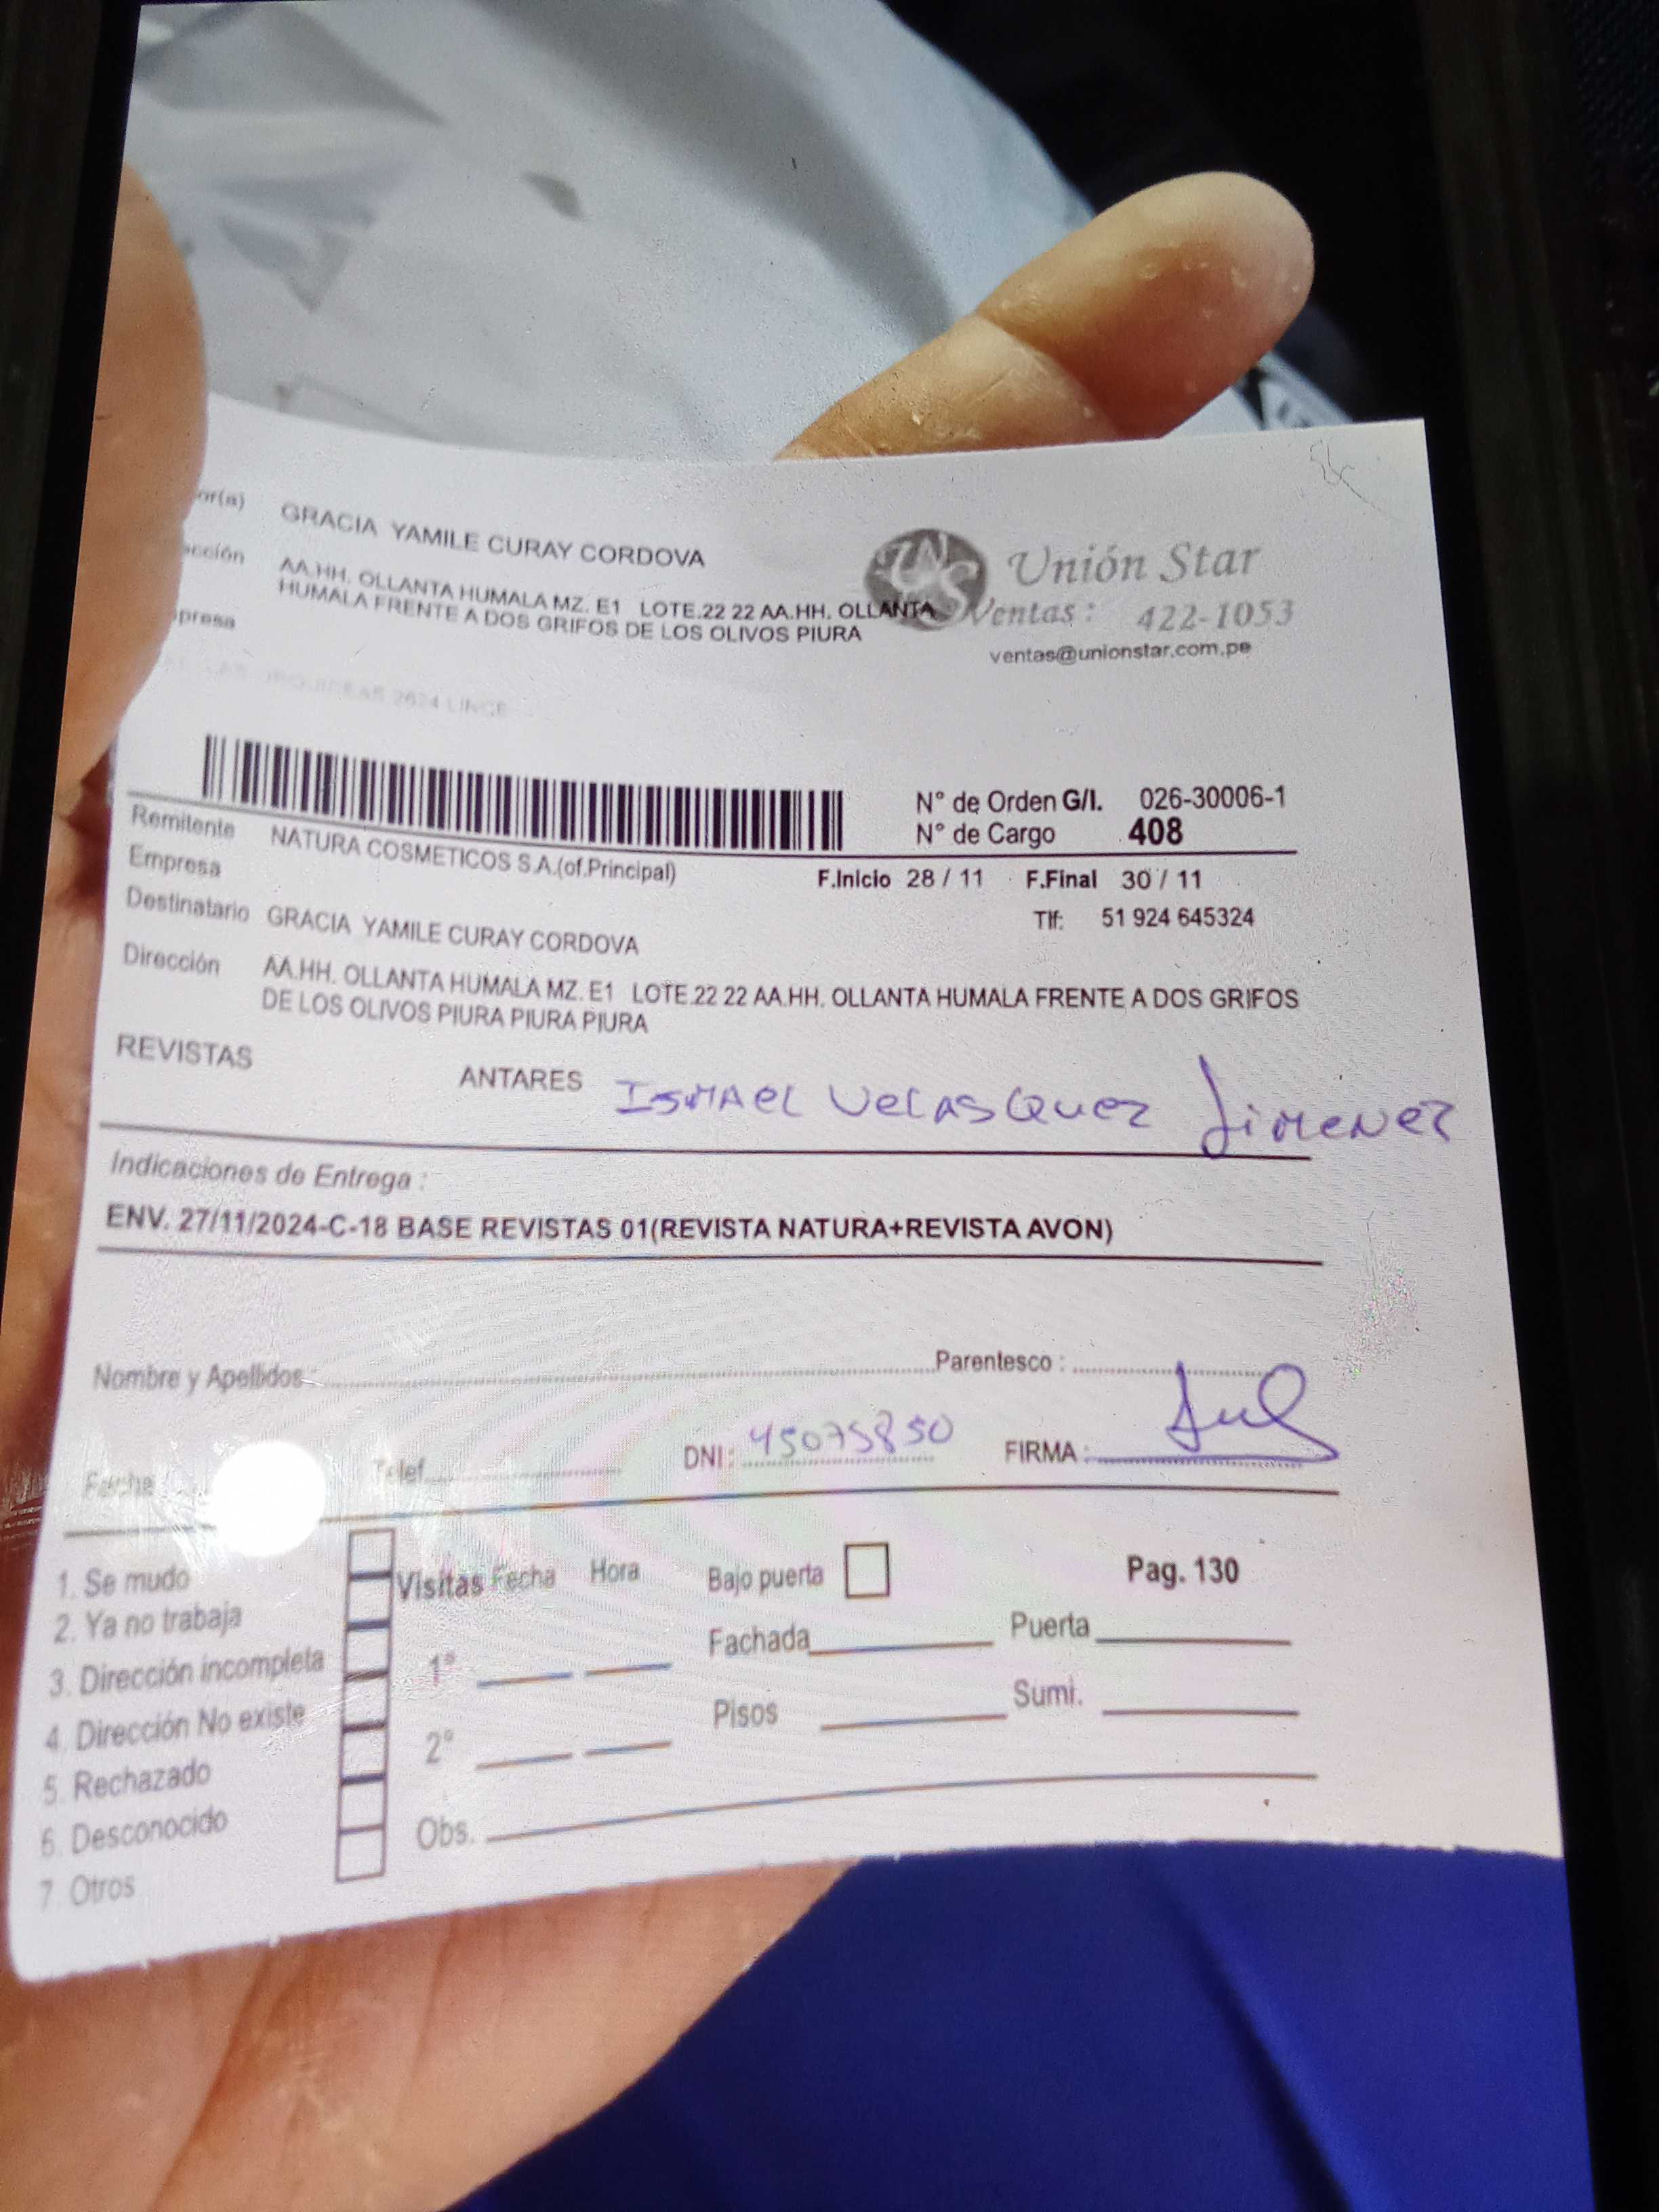 or(a) GRACIA YAMILE CURAY CORDOVA
cción AA.HH. OLLANTA HUMALA MZ. E1 LOTE.22 22 AA.HH. OLLANTA
HUMALA FRENTE A DOS GRIFOS DE LOS OLIVOS PIURA
presa
Unión Star
Ventas: 422-1053
ventas@unionstar.com.pe
2624 LINCE
N° de Orden G/I. 026-30006-1
N° de Cargo 408
Remitente NATURA COSMETICOS S.A.(of.Principal)
Empresa F.Inicio 28 / 11 F.Final 30 / 11
Destinatario GRACIA YAMILE CURAY CORDOVA Tlf: 51 924 645324
Dirección AA.HH. OLLANTA HUMALA MZ. E1 LOTE.22 22 AA.HH. OLLANTA HUMALA FRENTE A DOS GRIFOS
DE LOS OLIVOS PIURA PIURA PIURA
REVISTAS ANTARES Ismael Velasquez Jimenez
Indicaciones de Entrega :
ENV. 27/11/2024-C-18 BASE REVISTAS 01(REVISTA NATURA+REVISTA AVON)
Nombre y Apellidos: Parentesco :
Fecha Telef. DNI: 45075850 FIRMA:
1. Se mudo
2. Ya no trabaja
3. Dirección incompleta
4. Dirección No existe
5. Rechazado
6. Desconocido
7. Otros
Visitas Fecha Hora
1°
2°
Obs.
Bajo puerta Pag. 130
Fachada Puerta
Pisos Sumi.